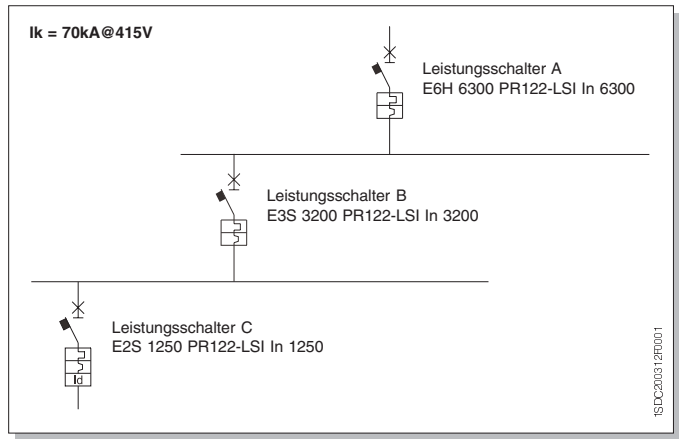 Ik = 70kA@415V
Leistungsschalter A
E6H 6300 PR122-LSI In 6300
Leistungsschalter B
E3S 3200 PR122-LSI In 3200
Leistungsschalter C
E2S 1250 PR122-LSI In 1250
Id
1SDC200312F0001